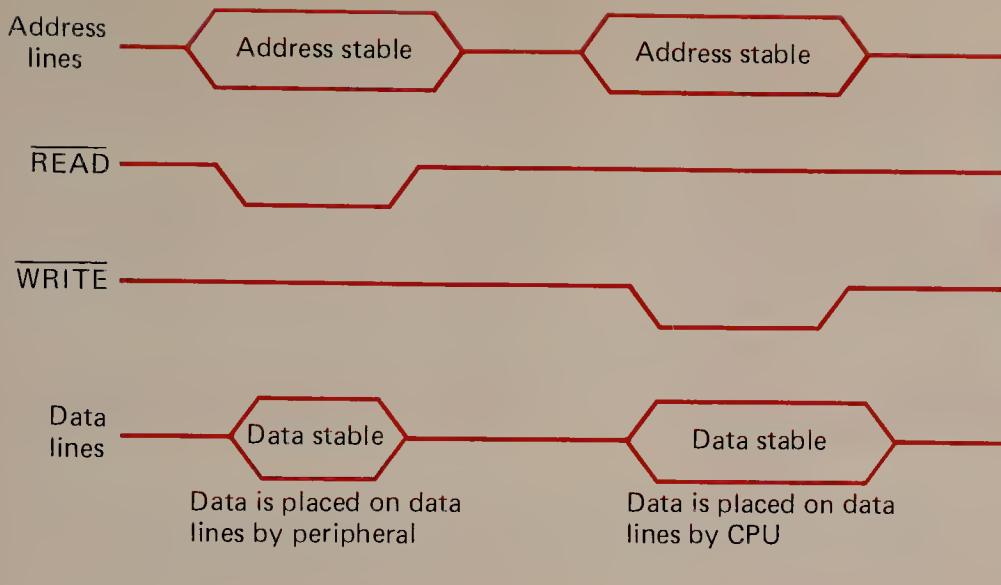 Address
lines
Address stable
Address stable
READ
WRITE
Data
lines
Data stable
Data stable
Data is placed on data
lines by peripheral
Data is placed on data
lines by CPU